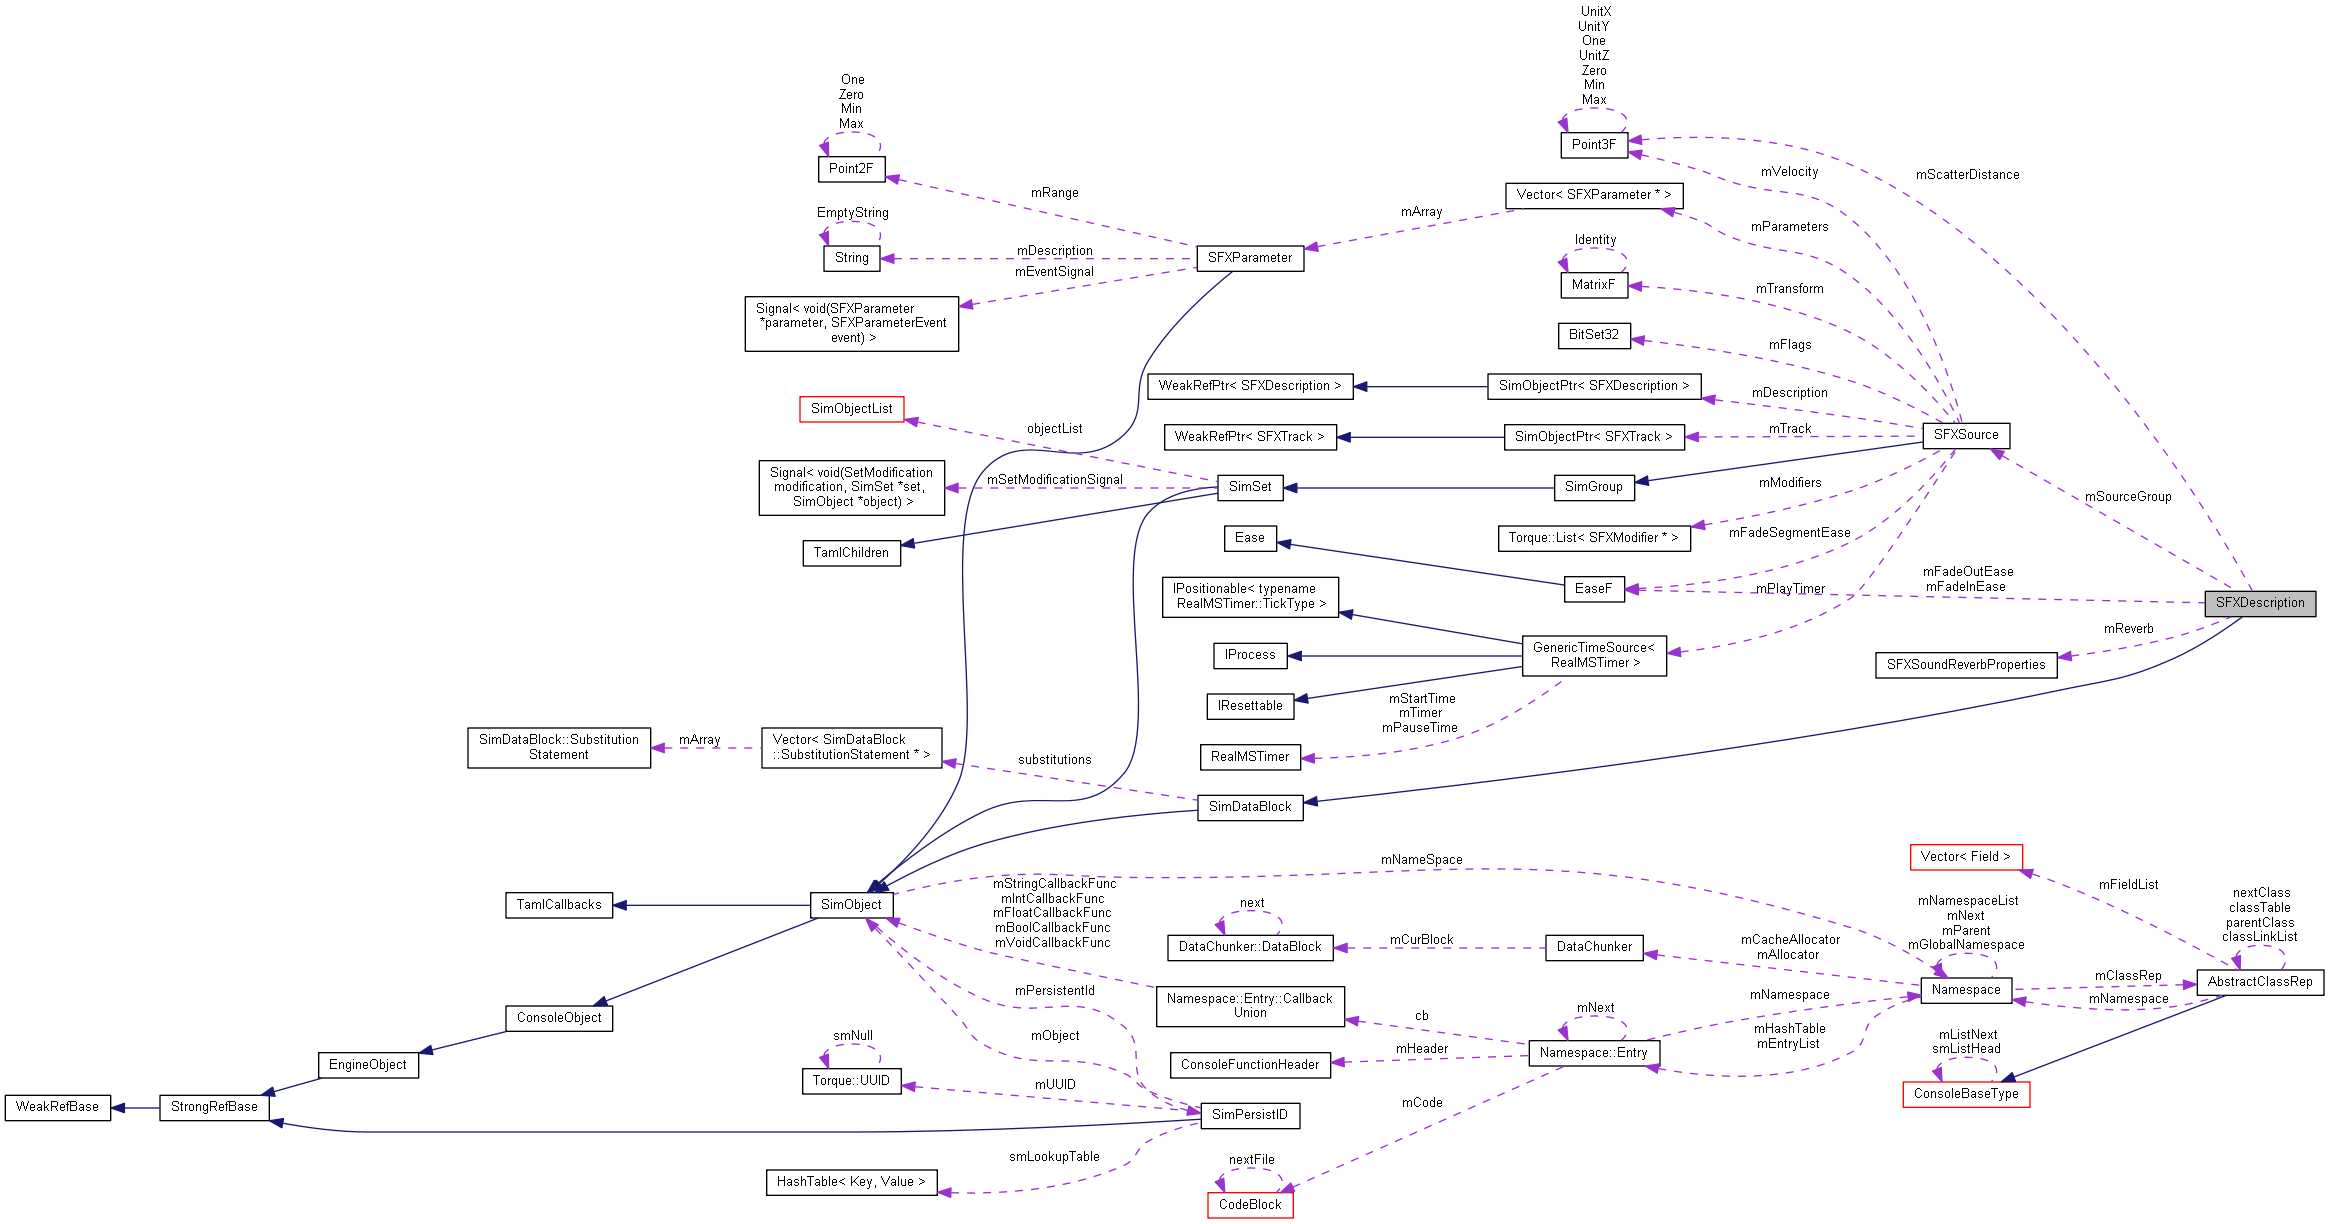 UnitX
UnitY
One
UnitZ
Zero
Min
Max
One
Zero
Min
Max
Point3F
Point2F
mScatterDistance
mVelocity
mRange
Vector< SFXParameter * >
mArray
EmptyString
mParameters
Identity
String
mDescription
SFXParameter
mEventSignal
MatrixF
mTransform
Signal< void(SFXParameter
*parameter, SFXParameterEvent
event) >
BitSet32
mFlags
WeakRefPtr< SFXDescription >
SimObjectPtr< SFXDescription >
mDescription
SimObjectList
objectList
WeakRefPtr< SFXTrack >
SimObjectPtr< SFXTrack >
mTrack
SFXSource
Signal< void(SetModification
modification, SimSet *set,
SimObject *object) >
mSetModificationSignal
SimSet
SimGroup
mModifiers
mSourceGroup
TamlChildren
Ease
Torque::List< SFXModifier * >
mFadeSegmentEase
IPositionable< typename
RealMSTimer::TickType >
EaseF
mPlayTimer
mFadeOutEase
mFadeInEase
SFXDescription
mReverb
IProcess
GenericTimeSource<
RealMSTimer >
SFXSoundReverbProperties
IResettable
mStartTime
mTimer
mPauseTime
SimDataBlock::Substitution
Statement
mArray
Vector< SimDataBlock
::SubstitutionStatement * >
substitutions
RealMSTimer
SimDataBlock
mNameSpace
Vector< Field >
mFieldList
TamlCallbacks
SimObject
mStringCallbackFunc
mIntCallbackFunc
mFloatCallbackFunc
mBoolCallbackFunc
mVoidCallbackFunc
next
DataChunker::DataBlock
mCurBlock
DataChunker
mCacheAllocator
mAllocator
mNamespaceList
mNext
mParent
mGlobalNamespace
nextClass
classTable
parentClass
classLinkList
Namespace
mClassRep
mNamespace
AbstractClassRep
mPersistentId
Namespace::Entry::Callback
Union
mNamespace
ConsoleObject
cb
mNext
mHashTable
mEntryList
mListNext
smListHead
mObject
smNull
EngineObject
ConsoleFunctionHeader
mHeader
Namespace::Entry
Torque::UUID
mUUID
ConsoleBaseType
WeakRefBase
StrongRefBase
SimPersistID
mCode
smLookupTable
nextFile
HashTable< Key, Value >
CodeBlock